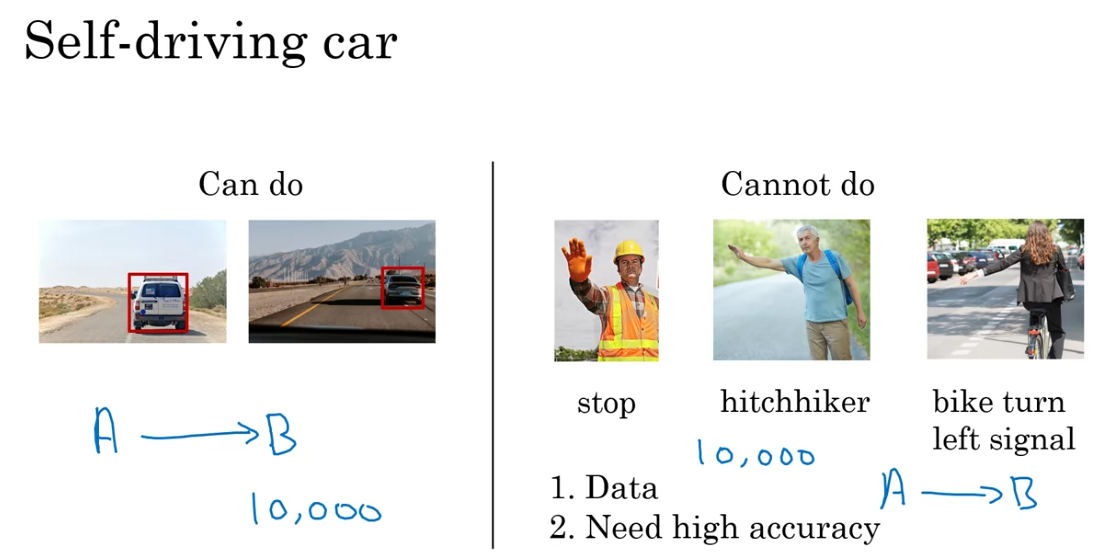 Self-driving car
Can do
A → B
10,000
Cannot do
stop
hitchhiker
bike turn
left signal
10,000
1. Data
A → B
2. Need high accuracy